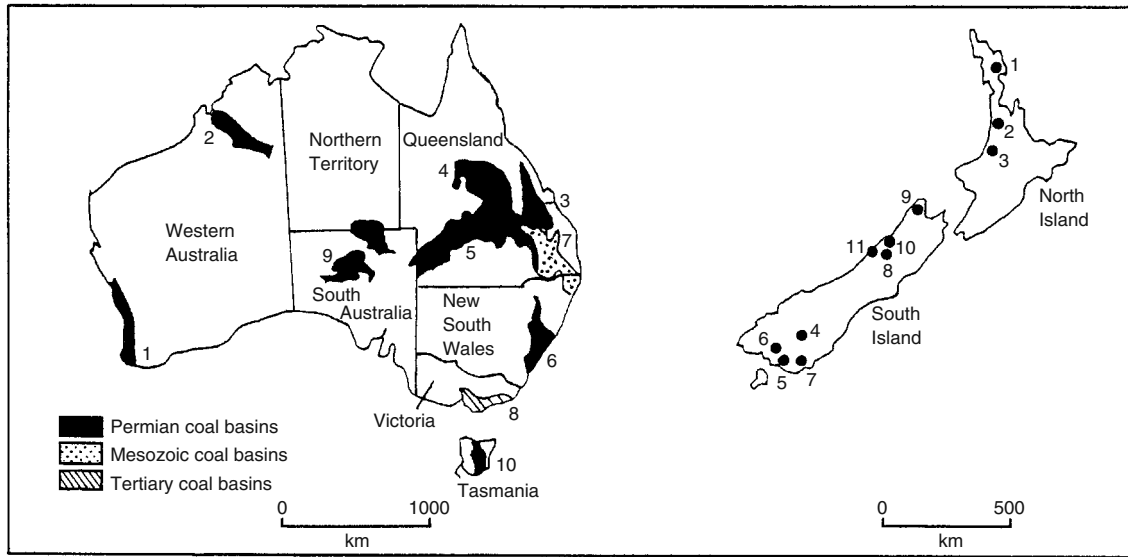 Northern
Territory
Queensland
Western
Australia
South
Australia
New
South
Wales
Victoria
Tasmania
1
2
3
4
5
6
7
8
9
10
Permian coal basins
Mesozoic coal basins
Tertiary coal basins
0 1000
km
North
Island
South
Island
1
2
3
9
10
11
8
4
6
5
7
0 500
km